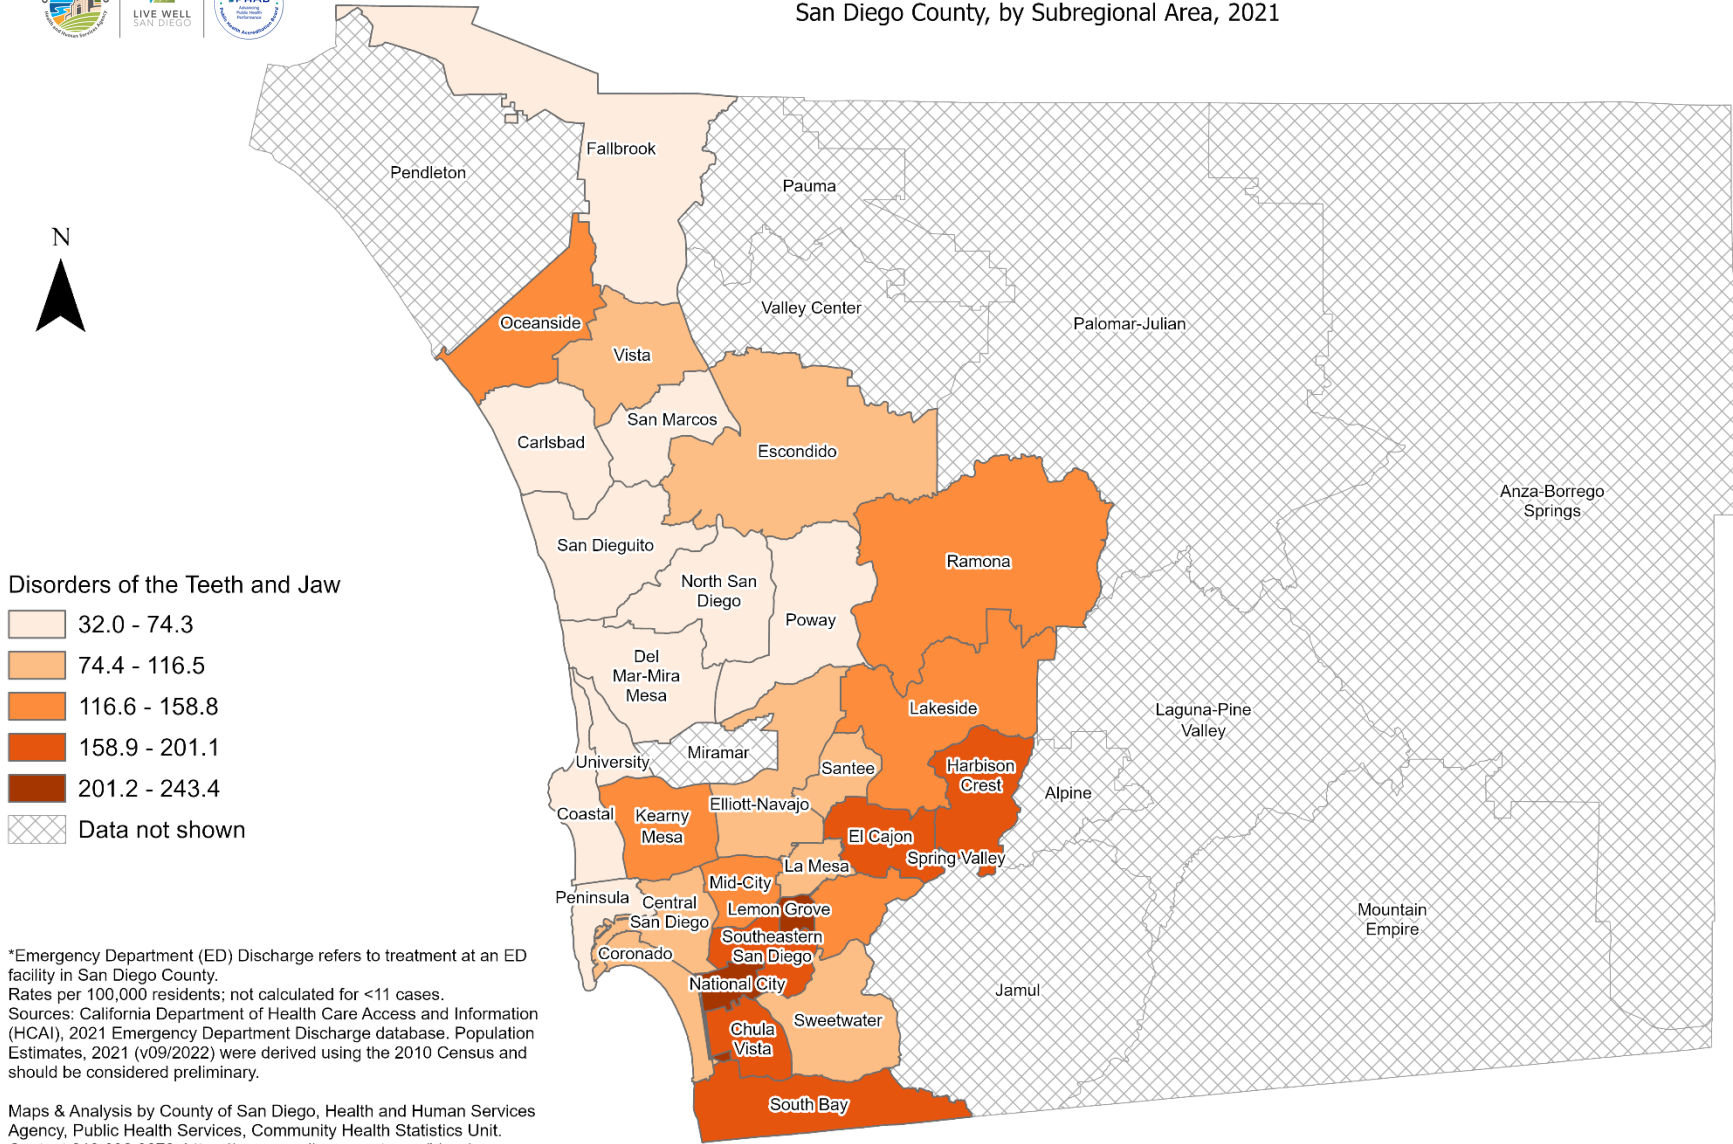 LIVE WELL
SAN DIEGO
Advancing
Public Health
Performance
San Diego County, by Subregional Area, 2021
N
Fallbrook
Pendleton
Pauma
Oceanside
Valley Center
Palomar-Julian
Vista
San Marcos
Carlsbad
Escondido
Anza-Borrego
Springs
San Dieguito
Ramona
North San
Diego
Poway
Del
Mar-Mira
Mesa
Lakeside
Laguna-Pine
Valley
Miramar
University
Santee
Harbison
Crest
Alpine
Elliott-Navajo
Coastal
Kearny
Mesa
El Cajon
Spring Valley
La Mesa
Mid-City
Peninsula
Central
San Diego
Lemon Grove
Mountain
Empire
Southeastern
San Diego
Coronado
National City
Jamul
Sweetwater
Chula
Vista
South Bay
Disorders of the Teeth and Jaw
32.0 - 74.3
74.4 - 116.5
116.6 - 158.8
158.9 - 201.1
201.2 - 243.4
Data not shown
*Emergency Department (ED) Discharge refers to treatment at an ED
facility in San Diego County.
Rates per 100,000 residents; not calculated for <11 cases.
Sources: California Department of Health Care Access and Information
(HCAI), 2021 Emergency Department Discharge database. Population
Estimates, 2021 (v09/2022) were derived using the 2010 Census and
should be considered preliminary.
Maps & Analysis by County of San Diego, Health and Human Services
Agency, Public Health Services, Community Health Statistics Unit.